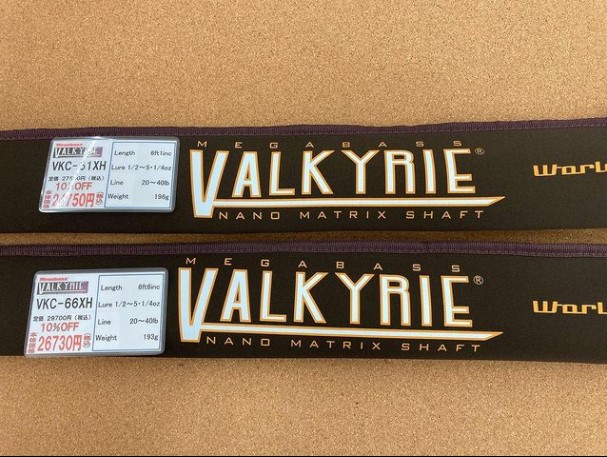 Megabass
VALKYRIE
VKC-61XH
定価 27500円(税込)
10%OFF
24750円
Length 6ft1inc
Lure 1/2～5・1/4oz
Line 20～40lb
Weight 196g
MEGABASS
VALKYRIE®
NANO MATRIX SHAFT
Worl
Megabass
VALKYRIE
VKC-66XH
定価 29700円(税込)
10%OFF
26730円
Length 6ft6inc
Lure 1/2～5・1/4oz
Line 20～40lb
Weight 193g
MEGABASS
VALKYRIE®
NANO MATRIX SHAFT
Worl